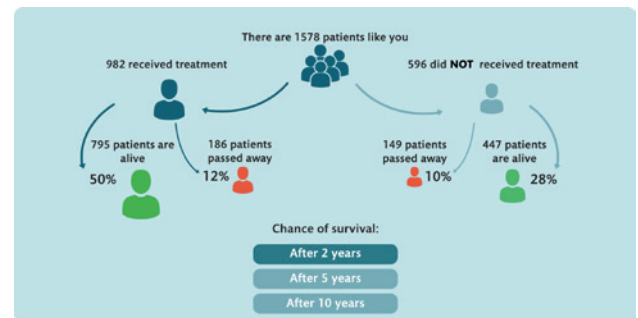 There are 1578 patients like you
982 received treatment
596 did NOT received treatment
795 patients are
alive
50%
186 patients
passed away
12%
149 patients
passed away
10%
447 patients
are alive
28%
Chance of survival:
After 2 years
After 5 years
After 10 years